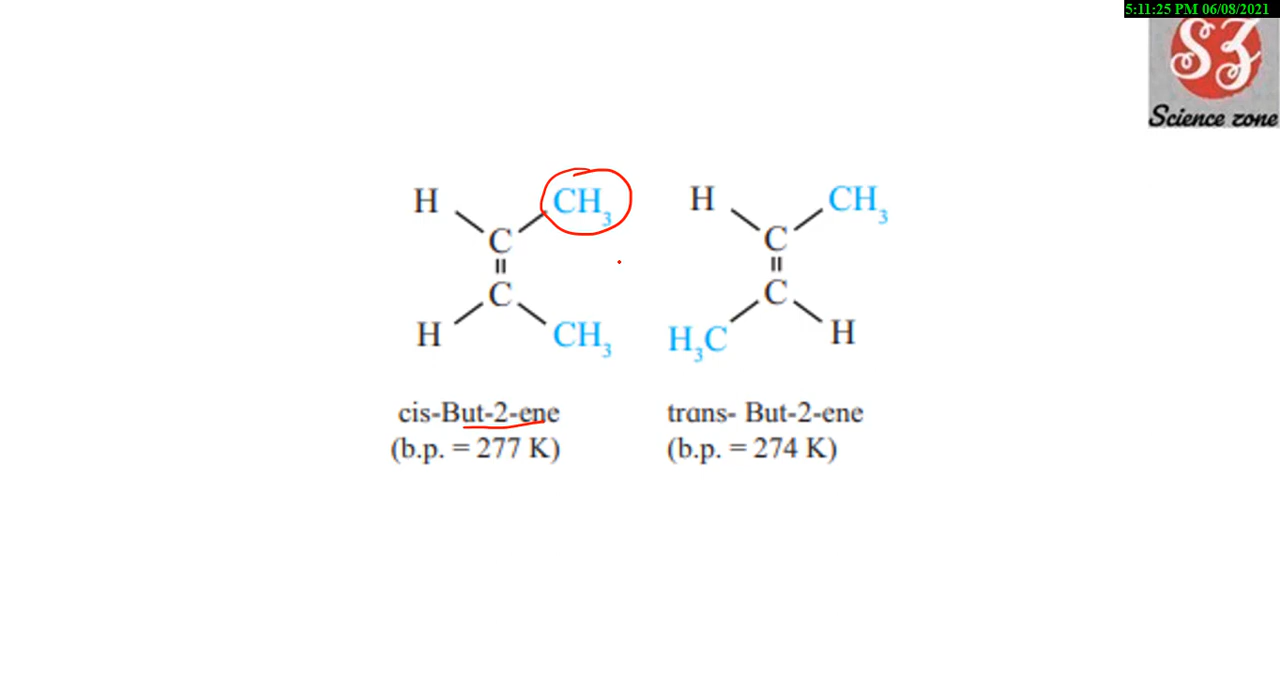 5:11:25 PM 06/08/2021
SZ
Science zone
H CH₃ H CH₃
C C
C C
H CH₃ H₃C H
cis-But-2-ene trans- But-2-ene
(b.p. = 277 K) (b.p. = 274 K)